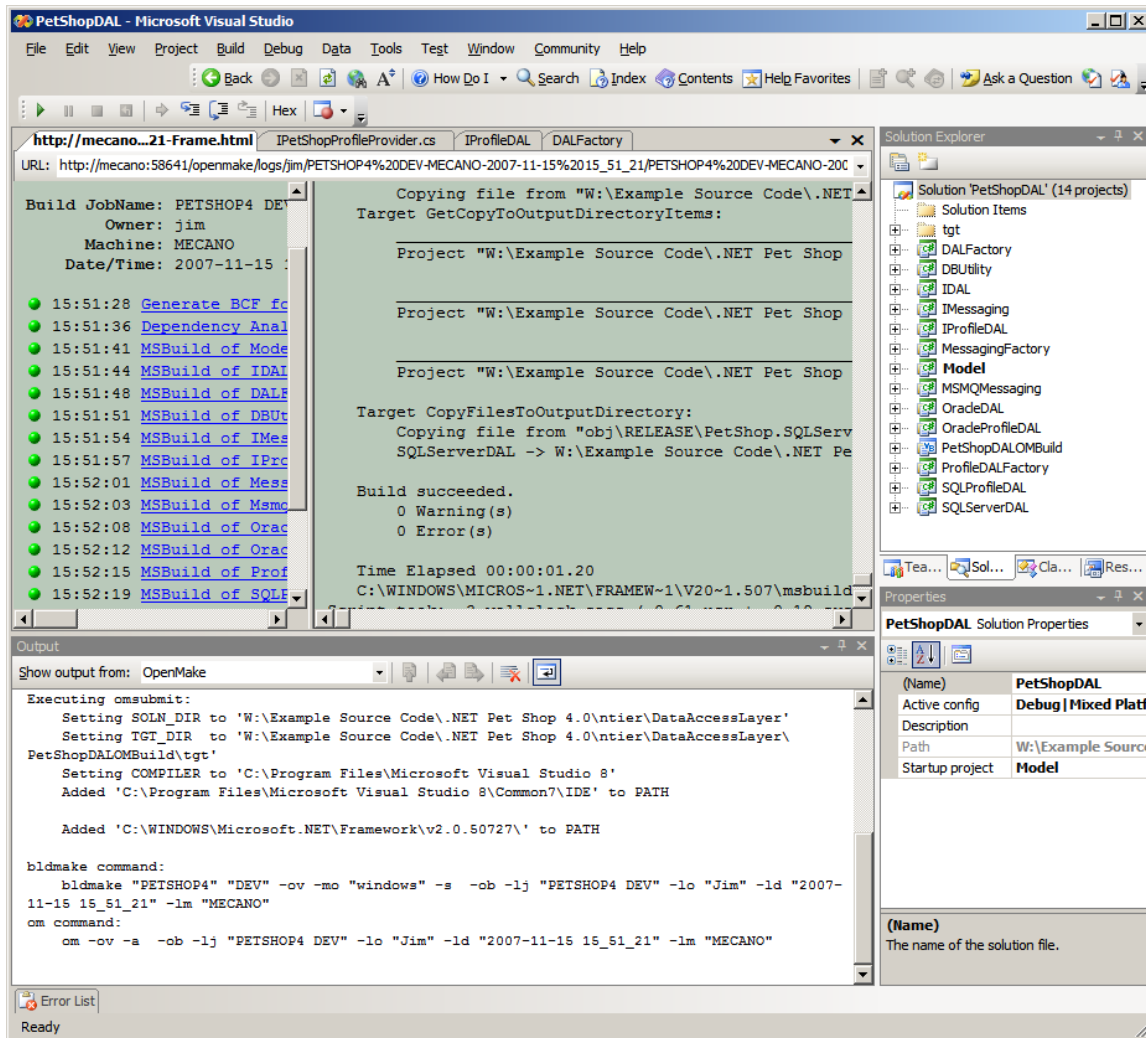 PetShopDAL - Microsoft Visual Studio
File Edit View Project Build Debug Data Tools Test Window Community Help
Back How Do I Search Index Contents Help Favorites Ask a Question
Hex
http://mecano...21-Frame.html IPetShopProfileProvider.cs IProfileDAL DALFactory
URL: http://mecano:58641/openmake/logs/jim/PETSHOP4%20DEV-MECANO-2007-11-15%2015_51_21/PETSHOP4%20DEV-MECANO-200
Build JobName: PETSHOP4 DEV
Owner: jim
Machine: MECANO
Date/Time: 2007-11-15 1
15:51:28 Generate BCF fo
15:51:36 Dependency Anal
15:51:41 MSBuild of Mode
15:51:44 MSBuild of IDAL
15:51:48 MSBuild of DALF
15:51:51 MSBuild of DBUt
15:51:54 MSBuild of IMes
15:51:57 MSBuild of IPro
15:52:01 MSBuild of Mess
15:52:03 MSBuild of Msmq
15:52:08 MSBuild of Orac
15:52:12 MSBuild of Orac
15:52:15 MSBuild of Prof
15:52:19 MSBuild of SQLP
Copying file from "W:\Example Source Code\.NET
Target GetCopyToOutputDirectoryItems:
Project "W:\Example Source Code\.NET Pet Shop
Project "W:\Example Source Code\.NET Pet Shop
Project "W:\Example Source Code\.NET Pet Shop
Target CopyFilesToOutputDirectory:
Copying file from "obj\RELEASE\PetShop.SQLServ
SQLServerDAL -> W:\Example Source Code\.NET Pe
Build succeeded.
0 Warning(s)
0 Error(s)
Time Elapsed 00:00:01.20
C:\WINDOWS\MICROS~1.NET\FRAMEW~1\V20~1.507\msbuild
Solution Explorer
Solution 'PetShopDAL' (14 projects)
Solution Items
tgt
DALFactory
DBUtility
IDAL
IMessaging
IProfileDAL
MessagingFactory
Model
MSMQMessaging
OracleDAL
OracleProfileDAL
PetShopDALOMBuild
ProfileDALFactory
SQLProfileDAL
SQLServerDAL
Tea... Sol... Cla... Res...
Properties
PetShopDAL Solution Properties
(Name) PetShopDAL
Active config Debug|Mixed Platf
Description
Path W:\Example Sourc
Startup project Model
(Name)
The name of the solution file.
Output
Show output from: OpenMake
Executing omsubmit:
Setting SOLN_DIR to 'W:\Example Source Code\.NET Pet Shop 4.0\ntier\DataAccessLayer'
Setting TGT_DIR to 'W:\Example Source Code\.NET Pet Shop 4.0\ntier\DataAccessLayer\
PetShopDALOMBuild\tgt'
Setting COMPILER to 'C:\Program Files\Microsoft Visual Studio 8'
Added 'C:\Program Files\Microsoft Visual Studio 8\Common7\IDE' to PATH
Added 'C:\WINDOWS\Microsoft.NET\Framework\v2.0.50727\' to PATH
bldmake command:
bldmake "PETSHOP4" "DEV" -ov -mo "windows" -s -ob -lj "PETSHOP4 DEV" -lo "Jim" -ld "2007-
11-15 15_51_21" -lm "MECANO"
om command:
om -ov -a -ob -lj "PETSHOP4 DEV" -lo "Jim" -ld "2007-11-15 15_51_21" -lm "MECANO"
Error List
Ready